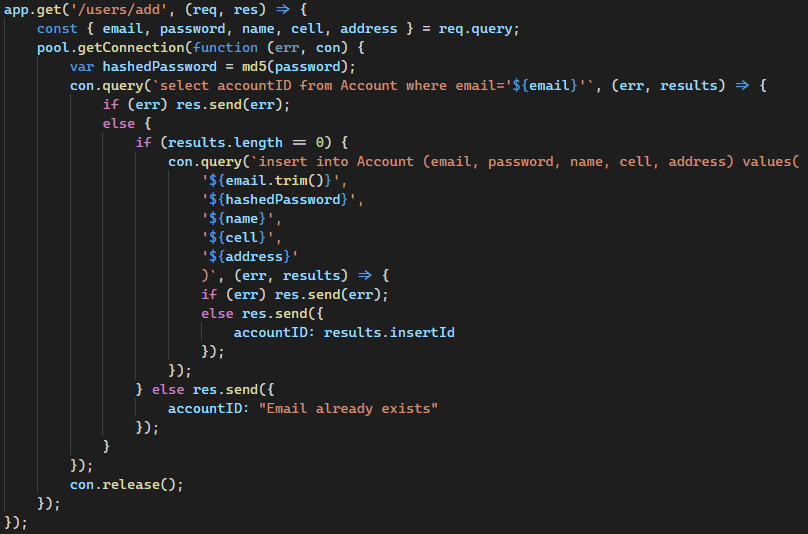 app.get('/users/add', (req, res) => {
    const { email, password, name, cell, address } = req.query;
    pool.getConnection(function (err, con) {
        var hashedPassword = md5(password);
        con.query(`select accountID from Account where email='${email}'`, (err, results) => {
            if (err) res.send(err);
            else {
                if (results.length == 0) {
                    con.query(`insert into Account (email, password, name, cell, address) values(
                        '${email.trim()}',
                        '${hashedPassword}',
                        '${name}',
                        '${cell}',
                        '${address}'
                        )`, (err, results) => {
                        if (err) res.send(err);
                        else res.send({
                            accountID: results.insertId
                        });
                    });
                } else res.send({
                    accountID: "Email already exists"
                });
            }
        });
        con.release();
    });
});